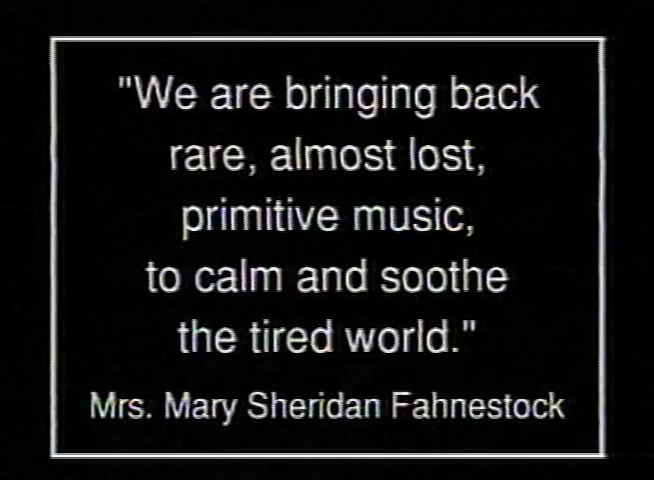 "We are bringing back
rare, almost lost,
primitive music,
to calm and soothe
the tired world."
Mrs. Mary Sheridan Fahnestock